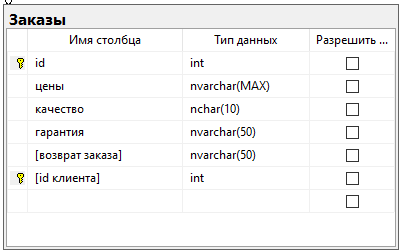 Заказы
Имя столбца Тип данных Разрешить ...
id int
цены nvarchar(MAX)
качество nchar(10)
гарантия nvarchar(50)
[возврат заказа] nvarchar(50)
[id клиента] int